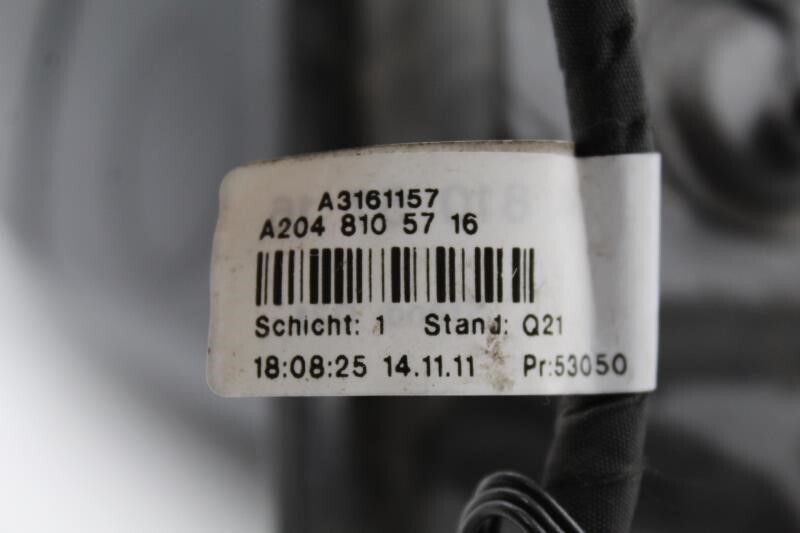 A3161157
A204 810 57 16
Schicht: 1 Stand: Q21
18:08:25 14.11.11 Pr:53050